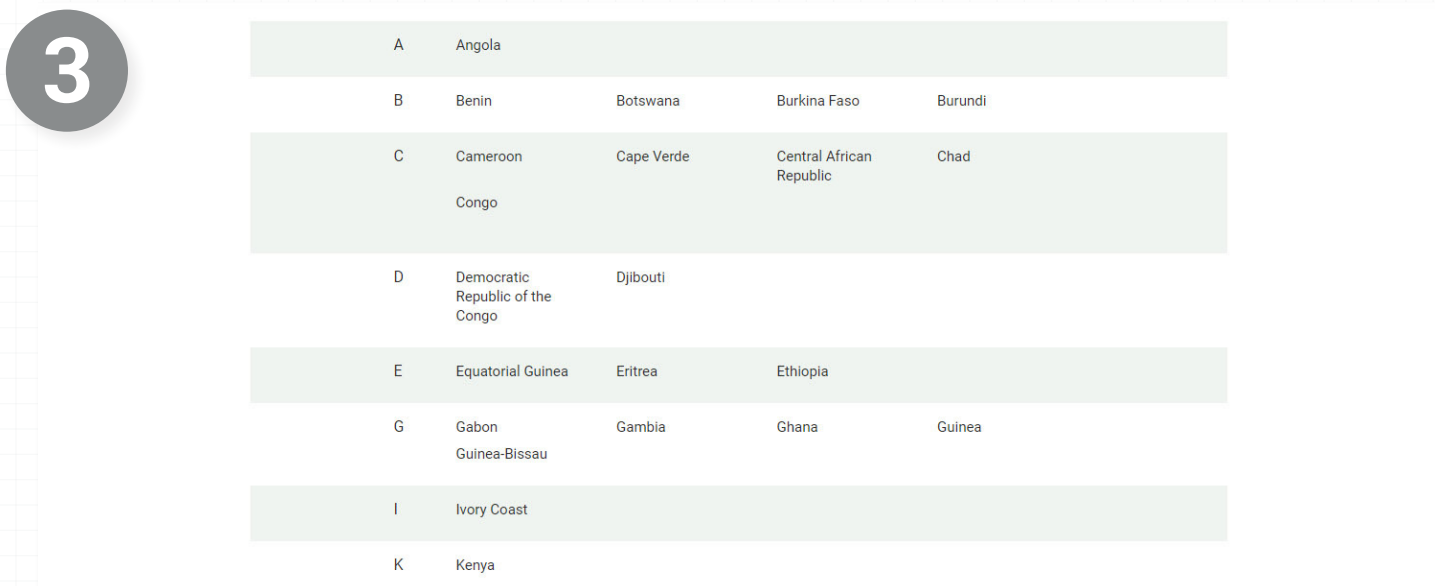 3
A Angola
B Benin Botswana Burkina Faso Burundi
C Cameroon Cape Verde Central African Chad
Republic
Congo
D Democratic Djibouti
Republic of the
Congo
E Equatorial Guinea Eritrea Ethiopia
G Gabon Gambia Ghana Guinea
Guinea-Bissau
I Ivory Coast
K Kenya